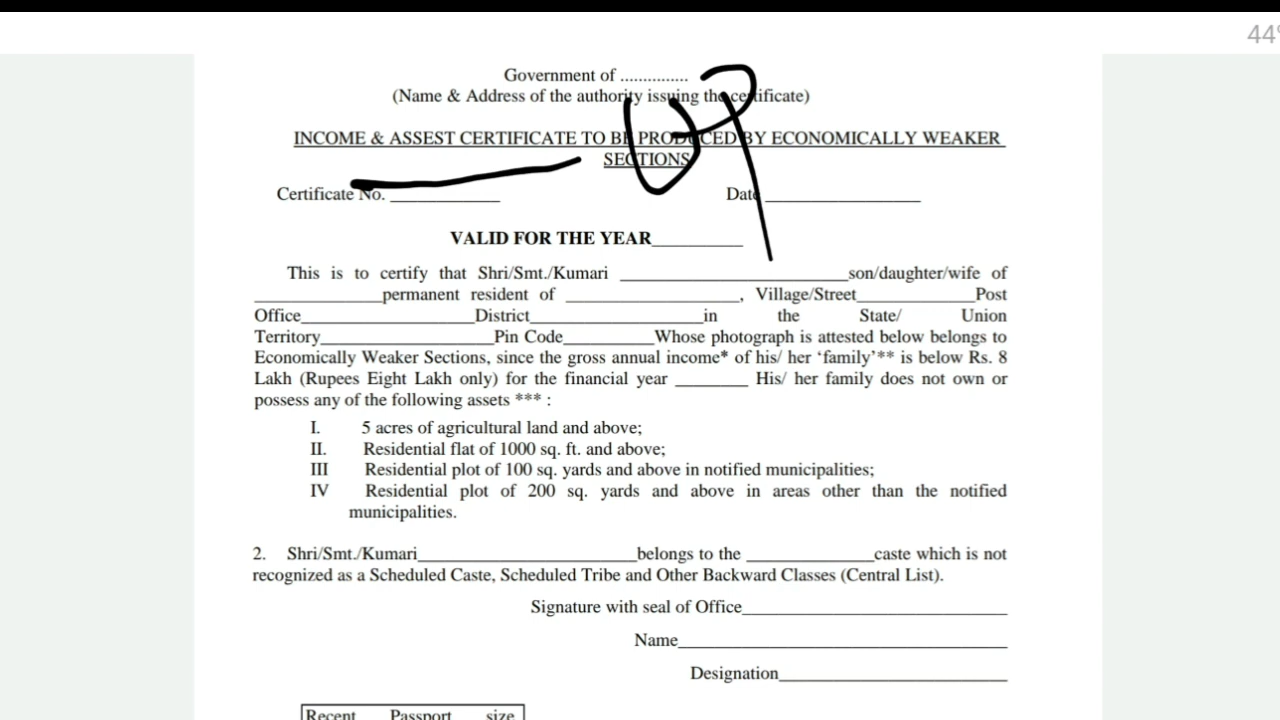 44°
Government of ...............
(Name & Address of the authority issuing the certificate)
INCOME & ASSEST CERTIFICATE TO BE PRODUCED BY ECONOMICALLY WEAKER
SECTIONS
Certificate No. ____________ Date _________________
VALID FOR THE YEAR__________
This is to certify that Shri/Smt./Kumari _________________________son/daughter/wife of
______________permanent resident of ___________________, Village/Street_____________Post
Office___________________District___________________in the State/ Union
Territory___________________Pin Code__________Whose photograph is attested below belongs to
Economically Weaker Sections, since the gross annual income* of his/ her ‘family’** is below Rs. 8
Lakh (Rupees Eight Lakh only) for the financial year ________ His/ her family does not own or
possess any of the following assets *** :
I. 5 acres of agricultural land and above;
II. Residential flat of 1000 sq. ft. and above;
III Residential plot of 100 sq. yards and above in notified municipalities;
IV Residential plot of 200 sq. yards and above in areas other than the notified
municipalities.
2. Shri/Smt./Kumari________________________belongs to the ______________caste which is not
recognized as a Scheduled Caste, Scheduled Tribe and Other Backward Classes (Central List).
Signature with seal of Office_____________________________
Name____________________________________
Designation_________________________
Recent Passport size